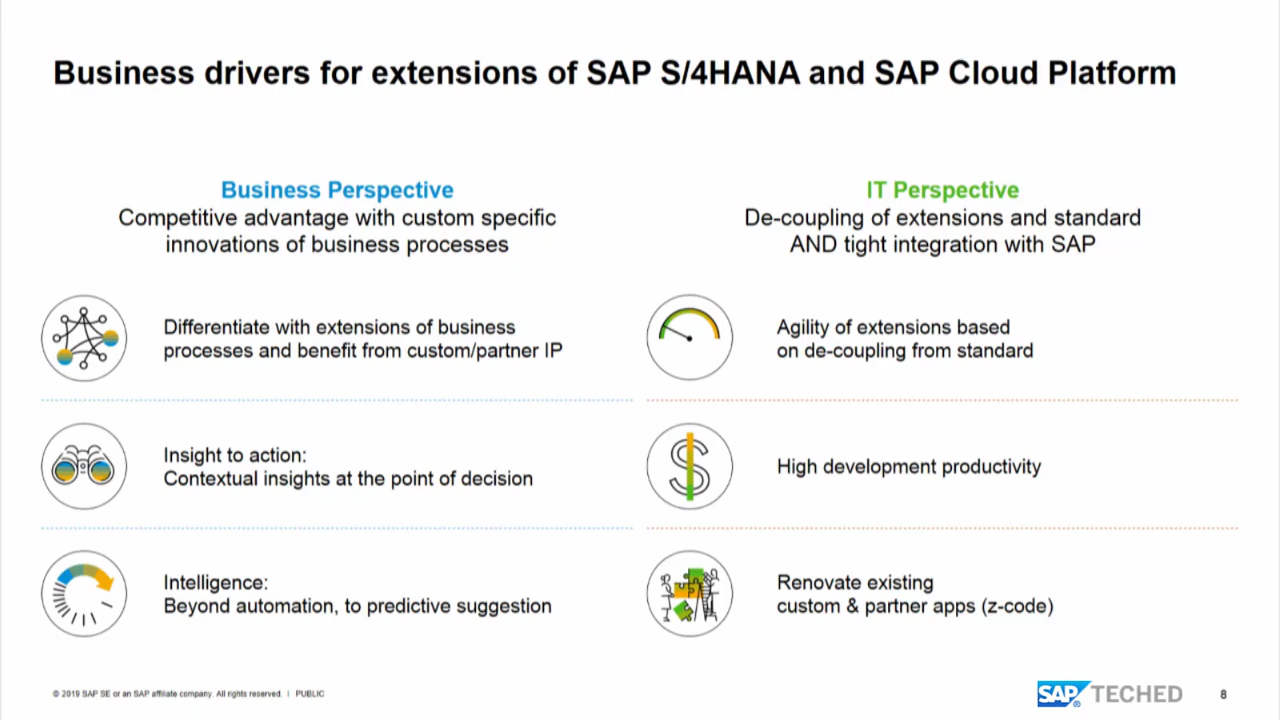 Business drivers for extensions of SAP S/4HANA and SAP Cloud Platform
Business Perspective
Competitive advantage with custom specific
innovations of business processes
Differentiate with extensions of business
processes and benefit from custom/partner IP
Insight to action:
Contextual insights at the point of decision
Intelligence:
Beyond automation, to predictive suggestion
IT Perspective
De-coupling of extensions and standard
AND tight integration with SAP
Agility of extensions based
on de-coupling from standard
High development productivity
Renovate existing
custom & partner apps (z-code)
© 2019 SAP SE or an SAP affiliate company. All rights reserved. | PUBLIC
SAP® TECHED
8